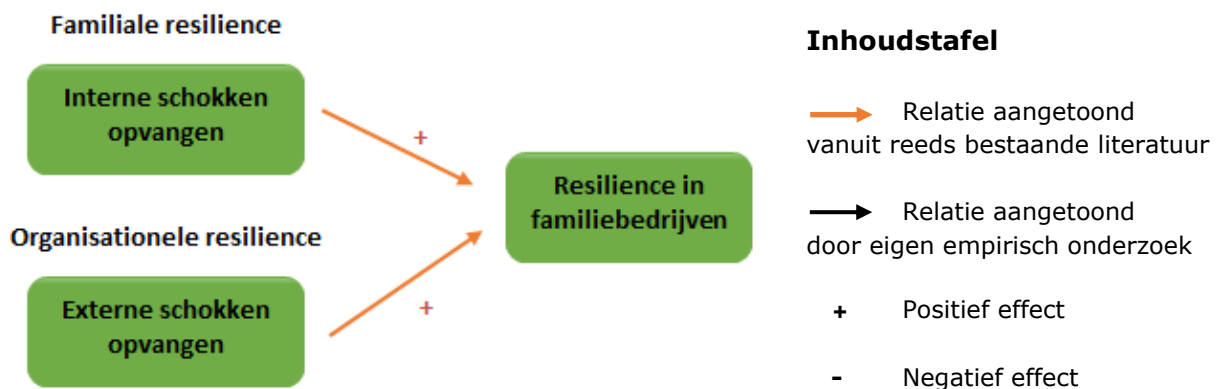 Familiale resilience
Interne schokken
opvangen
+
Organisationele resilience
Externe schokken
opvangen
+
Resilience in
familiebedrijven
Inhoudstafel
Relatie aangetoond
vanuit reeds bestaande literatuur
Relatie aangetoond
door eigen empirisch onderzoek
+ Positief effect
- Negatief effect